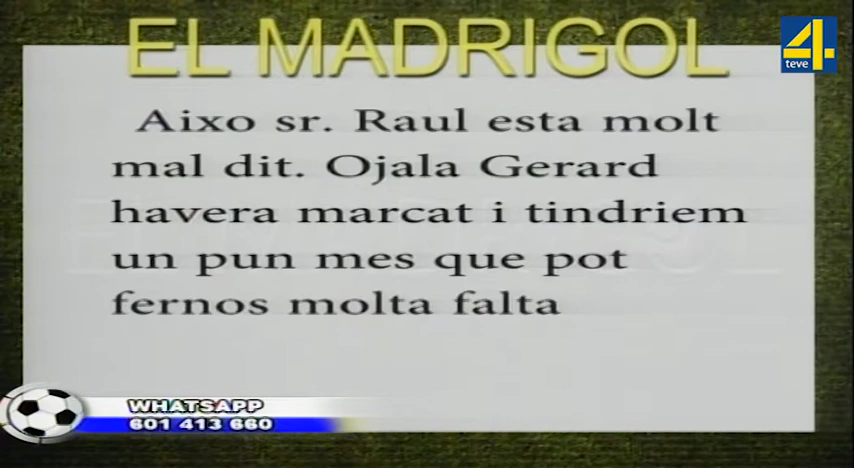 EL MADRIGOL
4
teve
Aixo sr. Raul esta molt
mal dit. Ojala Gerard
havera marcat i tindriem
un pun mes que pot
fernos molta falta
WHATSAPP
601 413 660